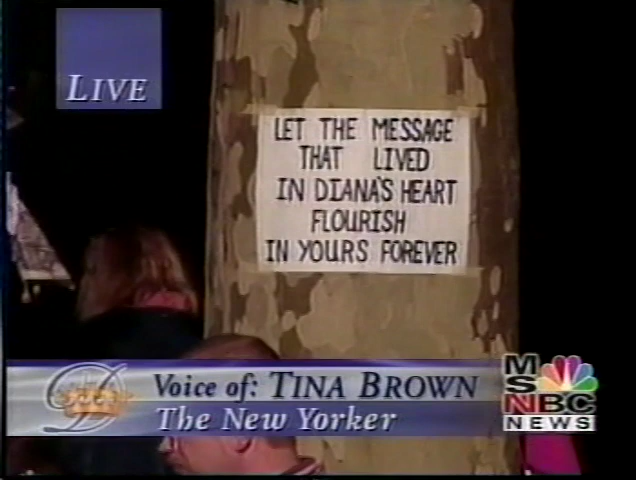 LIVE
LET THE MESSAGE
THAT LIVED
IN DIANA'S HEART
FLOURISH
IN YOURS FOREVER
D
Voice of: TINA BROWN
The New Yorker
MSNBC
NEWS